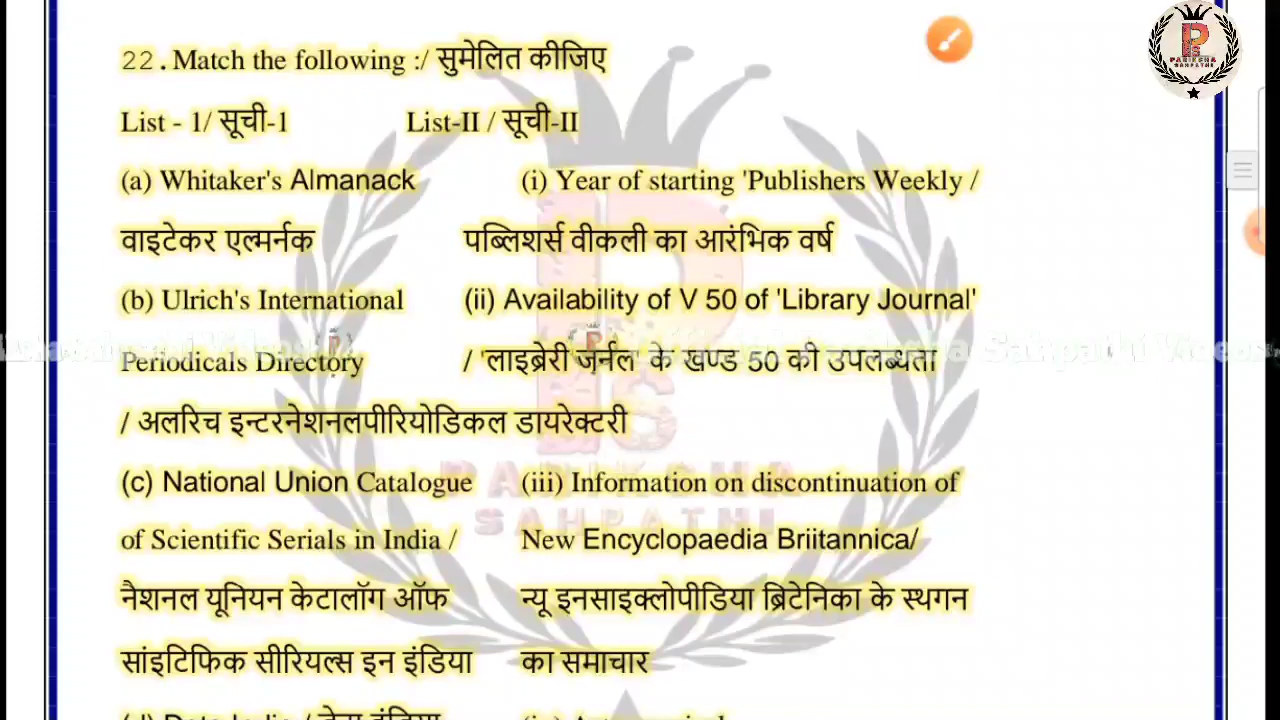 22. Match the following :/ सुमेलित कीजिए
List - 1/ सूची-1 List-II / सूची-II
(a) Whitaker's Almanack (i) Year of starting 'Publishers Weekly /
वाइटेकर एल्मर्नक पब्लिशर्स वीकली का आरंभिक वर्ष
(b) Ulrich's International (ii) Availability of V 50 of 'Library Journal'
Periodicals Directory / 'लाइब्रेरी जर्नल के खण्ड 50 की उपलब्धता
/ अलरिच इन्टरनेशनलपीरियोडिकल डायरेक्टरी
(c) National Union Catalogue (iii) Information on discontinuation of
of Scientific Serials in India / New Encyclopaedia Briitannica/
नैशनल यूनियन केटालॉग ऑफ न्यू इनसाइक्लोपीडिया ब्रिटेनिका के स्थगन
सांइटिफिक सीरियल्स इन इंडिया का समाचार
PARIKSHA
SAHPATHI
PARIKSHA
SAHPATHI